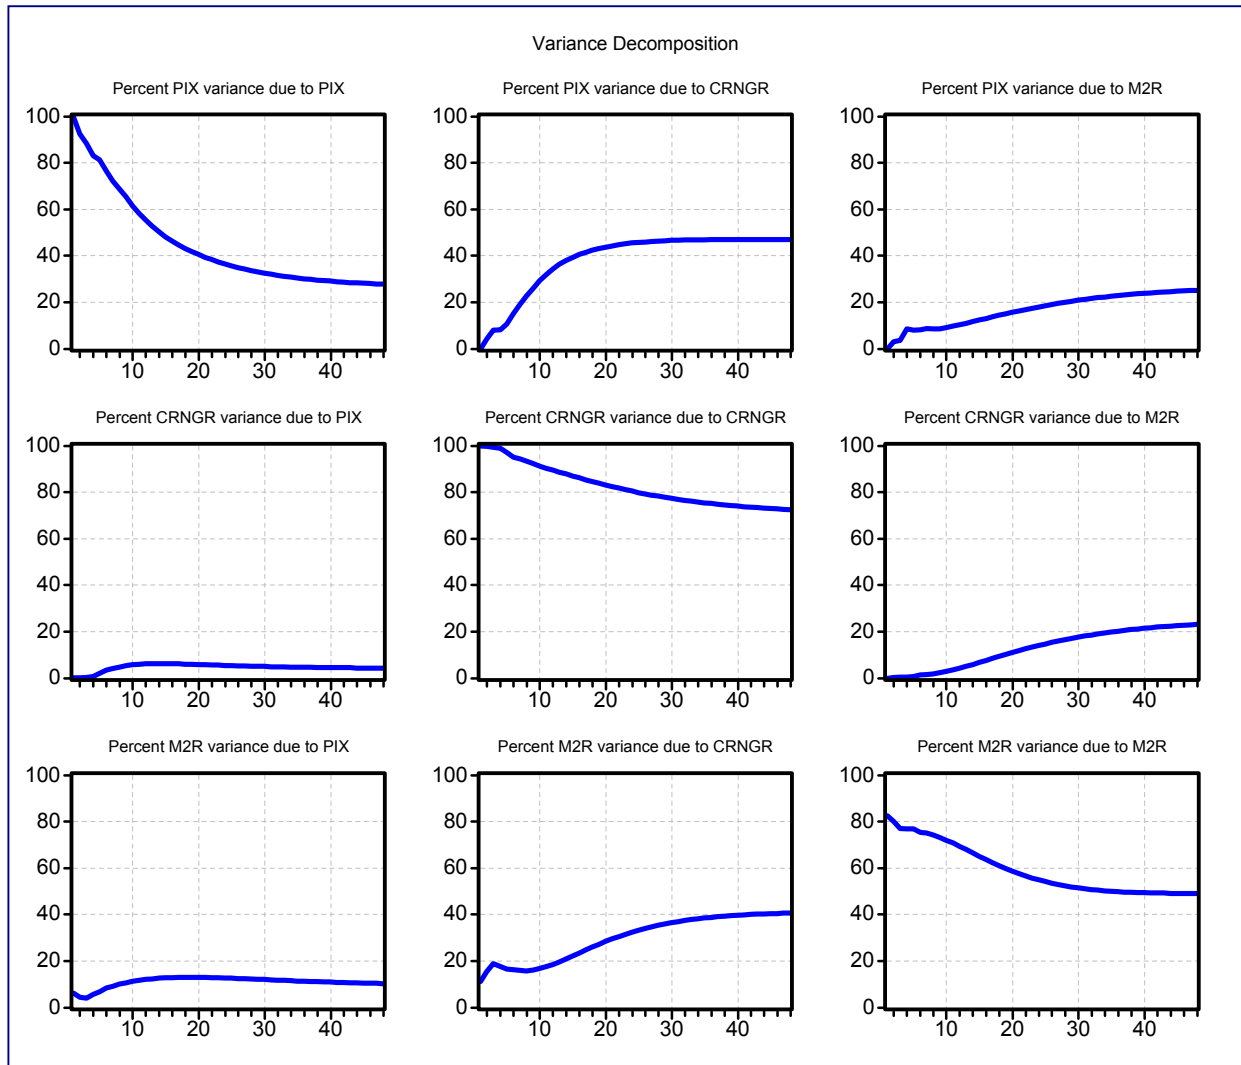 Variance Decomposition
Percent PIX variance due to PIX
Percent PIX variance due to CRNGR
Percent PIX variance due to M2R
100
80
60
40
20
0
10 20 30 40
100
80
60
40
20
0
10 20 30 40
100
80
60
40
20
0
10 20 30 40
Percent CRNGR variance due to PIX
Percent CRNGR variance due to CRNGR
Percent CRNGR variance due to M2R
100
80
60
40
20
0
10 20 30 40
100
80
60
40
20
0
10 20 30 40
100
80
60
40
20
0
10 20 30 40
Percent M2R variance due to PIX
Percent M2R variance due to CRNGR
Percent M2R variance due to M2R
100
80
60
40
20
0
10 20 30 40
100
80
60
40
20
0
10 20 30 40
100
80
60
40
20
0
10 20 30 40